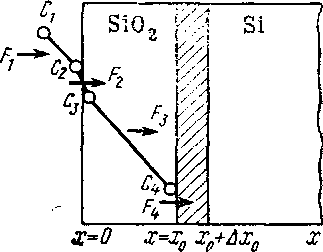 C₁
SiO₂
Si
F₁
C₂
F₂
C₃
F₃
C₄
F₄
x=0
x=x₀
x₀+Δx₀
x